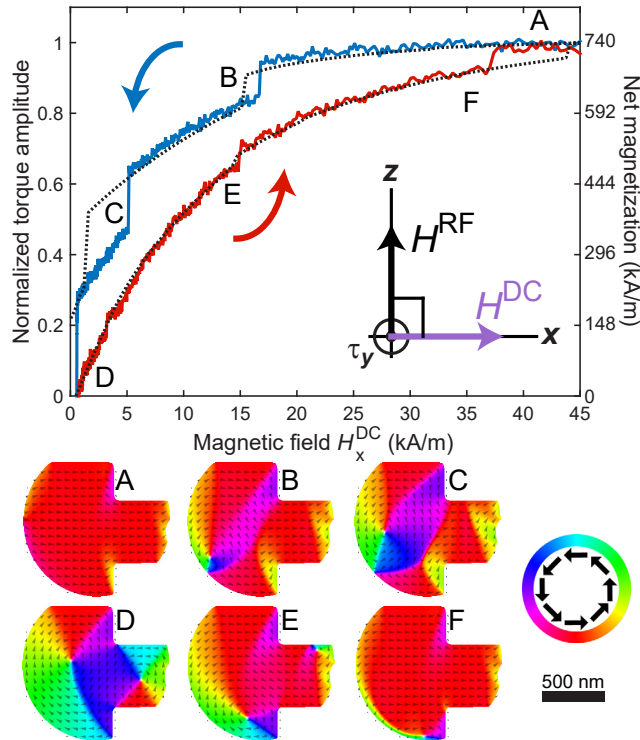 Normalized torque amplitude
1
0.8
0.6
0.4
0.2
0
740
592
444
296
148
0
Net magnetization (kA/m)
A
B
C
D
E
F
z
H^RF
H^DC
x
τ_y
0 5 10 15 20 25 30 35 40 45
Magnetic field H_x^DC (kA/m)
A B C
D E F
500 nm